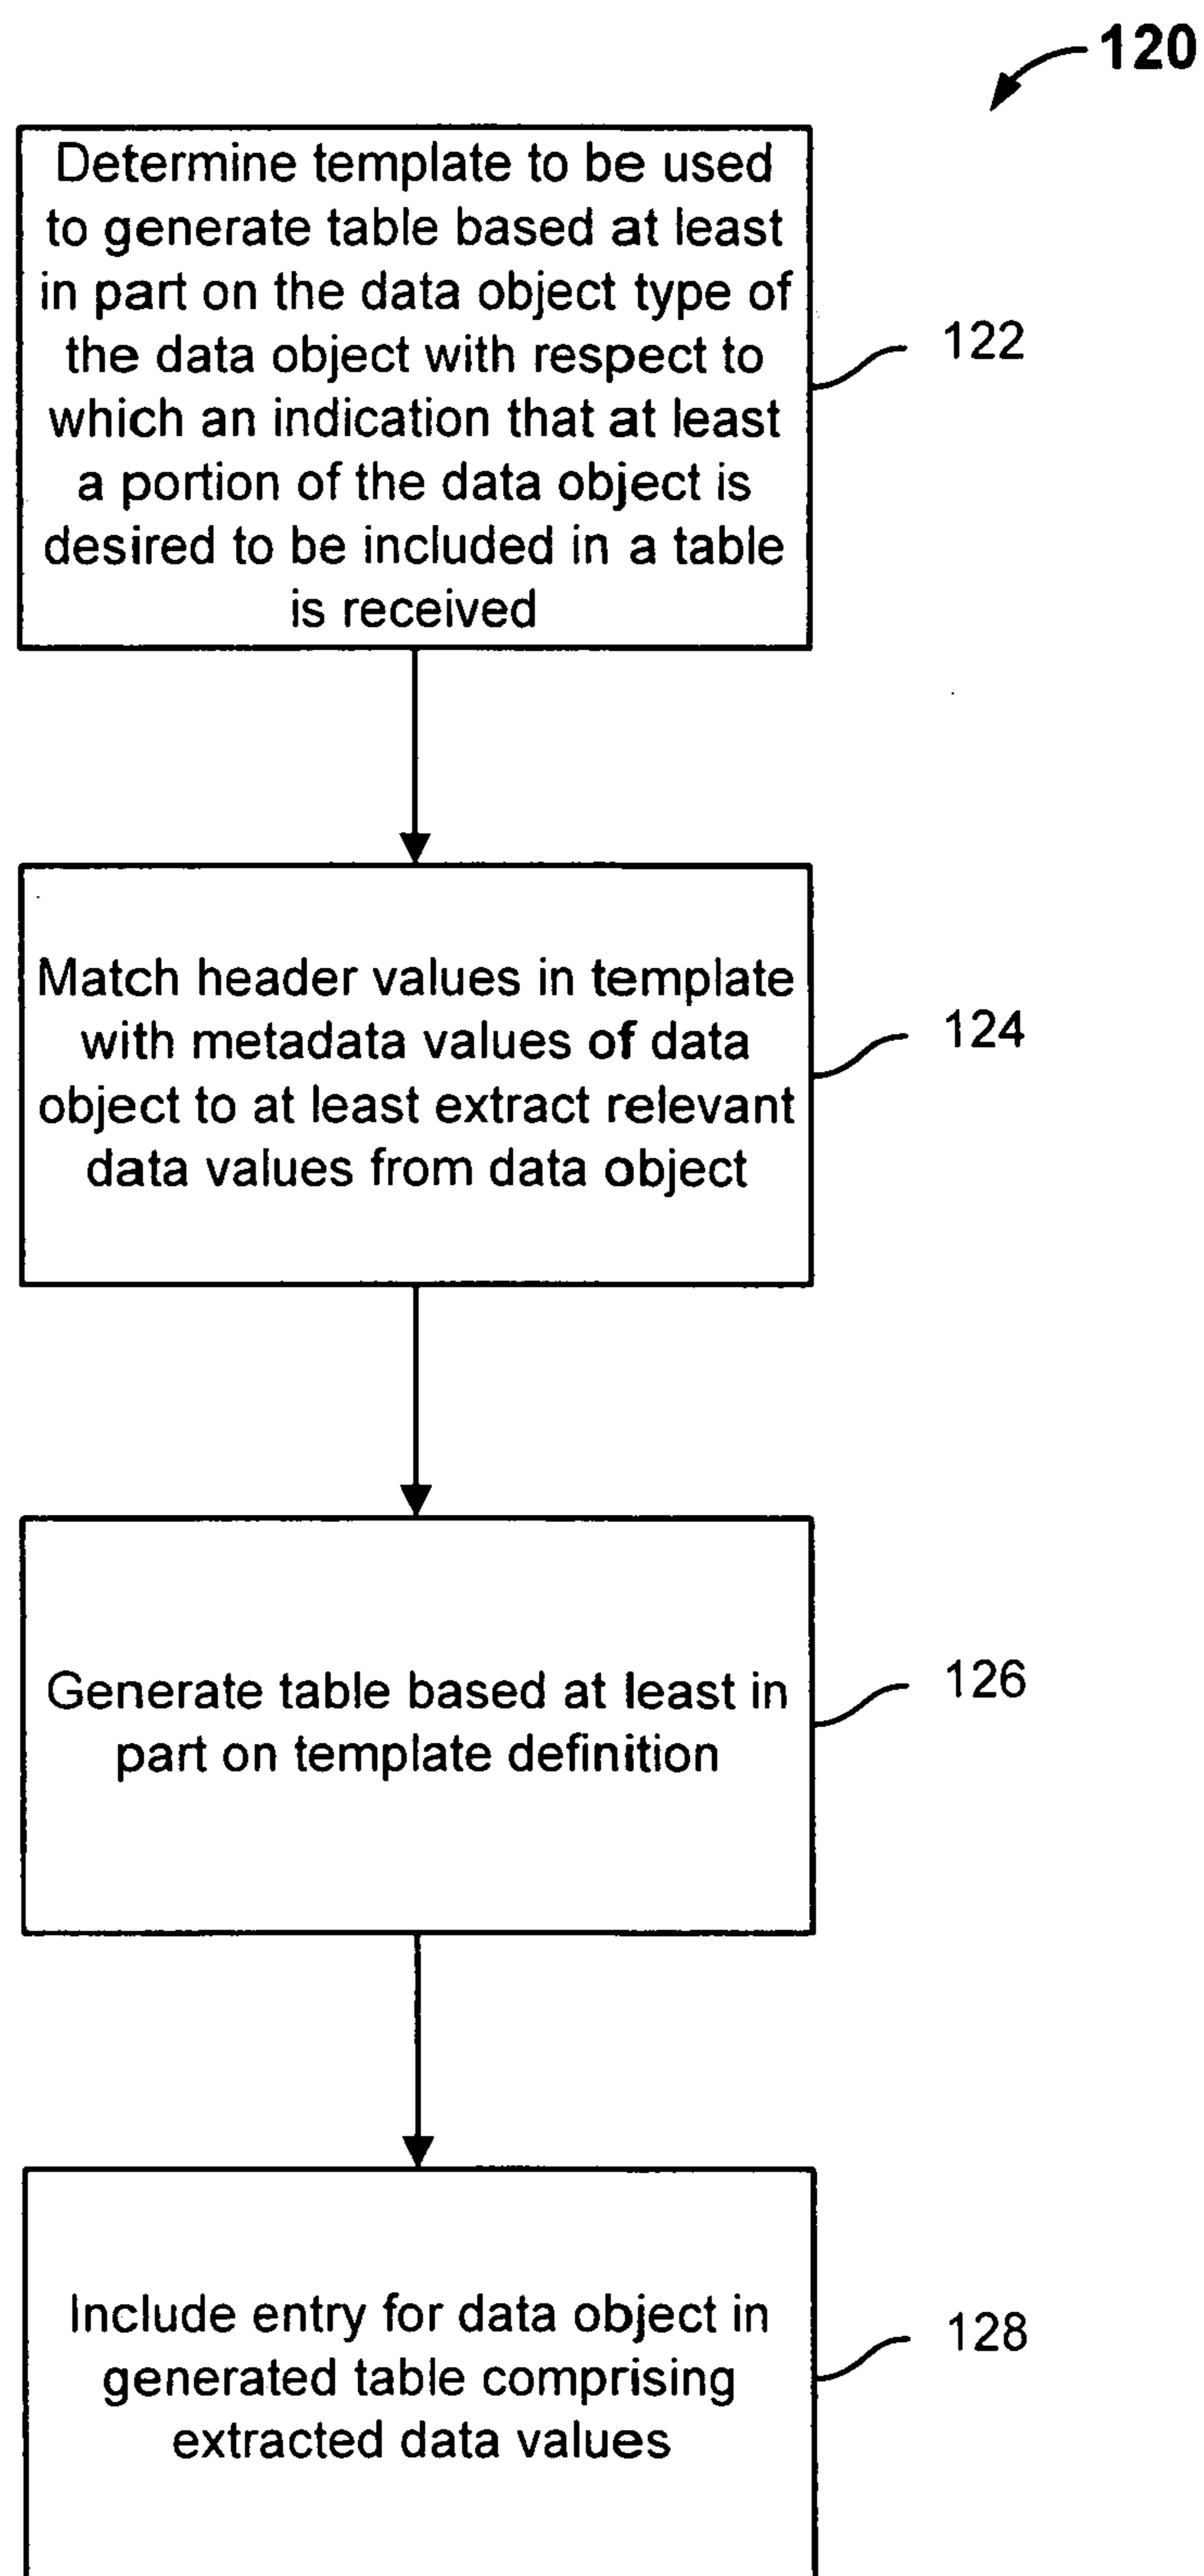 120
Determine template to be used
to generate table based at least
in part on the data object type of
the data object with respect to
which an indication that at least
a portion of the data object is
desired to be included in a table
is received
122
Match header values in template
with metadata values of data
object to at least extract relevant
data values from data object
124
Generate table based at least in
part on template definition
126
Include entry for data object in
generated table comprising
extracted data values
128